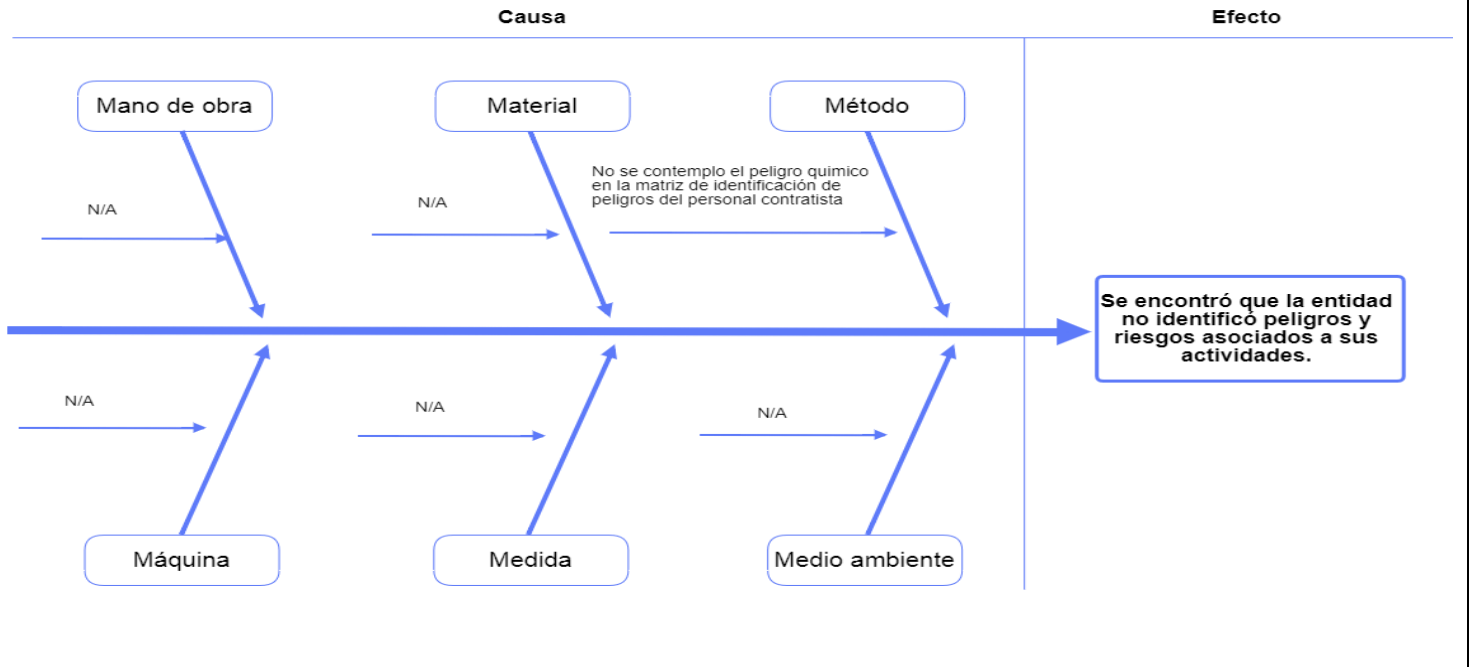 Causa
Efecto
Mano de obra
Material
Método
No se contemplo el peligro quimico
en la matriz de identificación de
peligros del personal contratista
N/A
N/A
Se encontró que la entidad
no identificó peligros y
riesgos asociados a sus
actividades.
N/A
N/A
N/A
Máquina
Medida
Medio ambiente